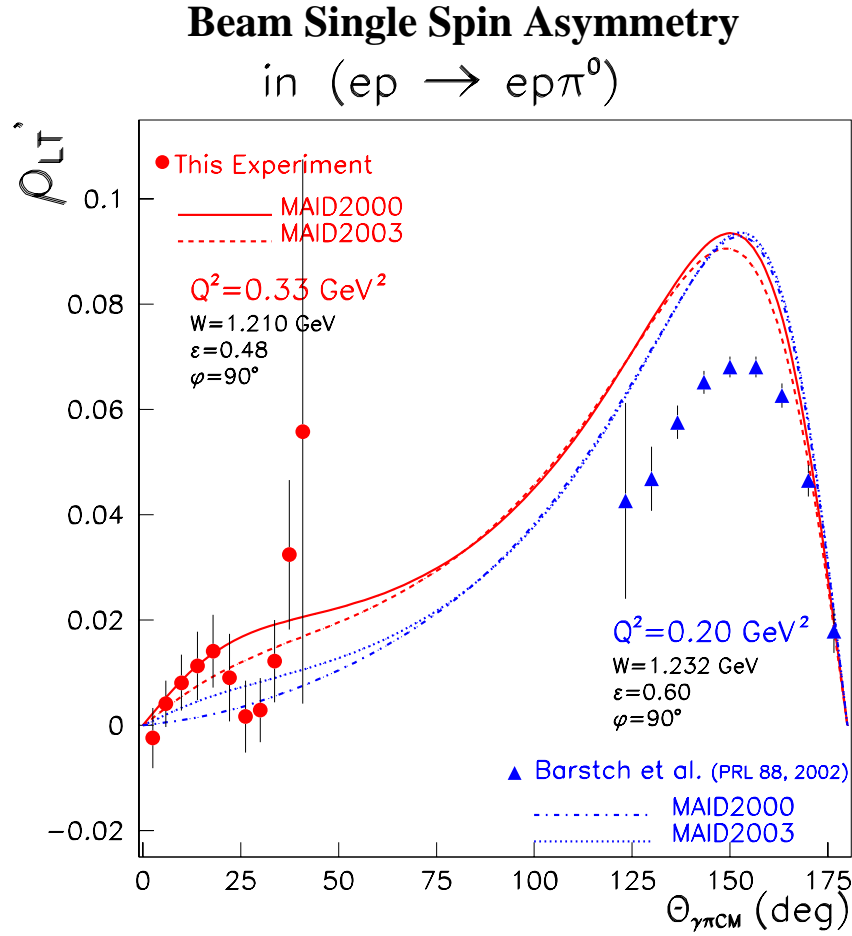 Beam Single Spin Asymmetry
in (ep → epπ⁰)
ρLT`
This Experiment
MAID2000
MAID2003
Q²=0.33 GeV²
W=1.210 GeV
ε=0.48
φ=90°
0.1
0.08
0.06
0.04
0.02
0
−0.02
Q²=0.20 GeV²
W=1.232 GeV
ε=0.60
φ=90°
Barstch et al. (PRL 88, 2002)
MAID2000
MAID2003
0 25 50 75 100 125 150 175
ΘγπCM (deg)